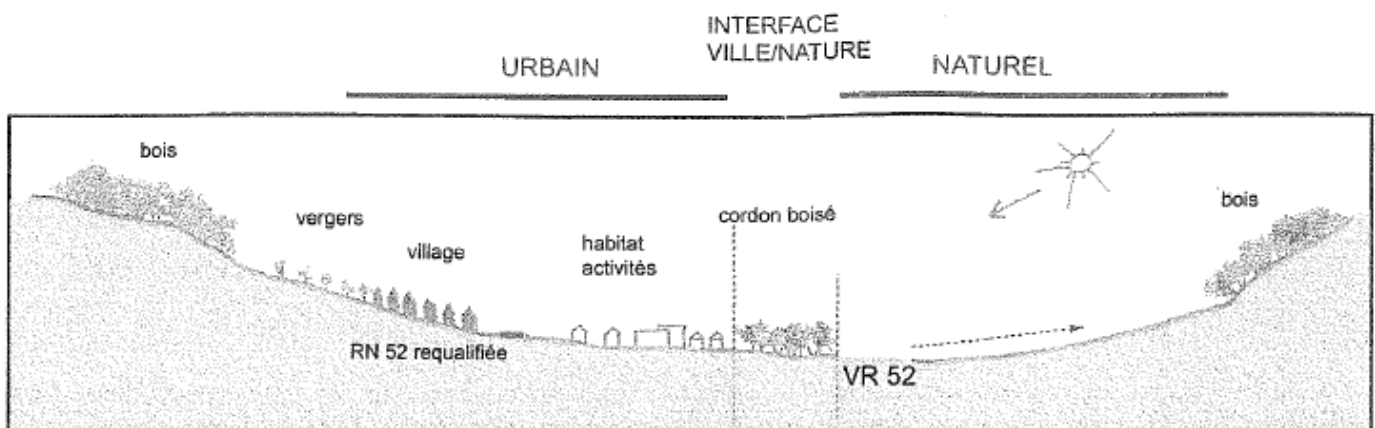 INTERFACE
VILLE/NATURE
URBAIN
NATUREL
bois
vergers
village
habitat
activités
cordon boisé
bois
RN 52 requalifiée
VR 52